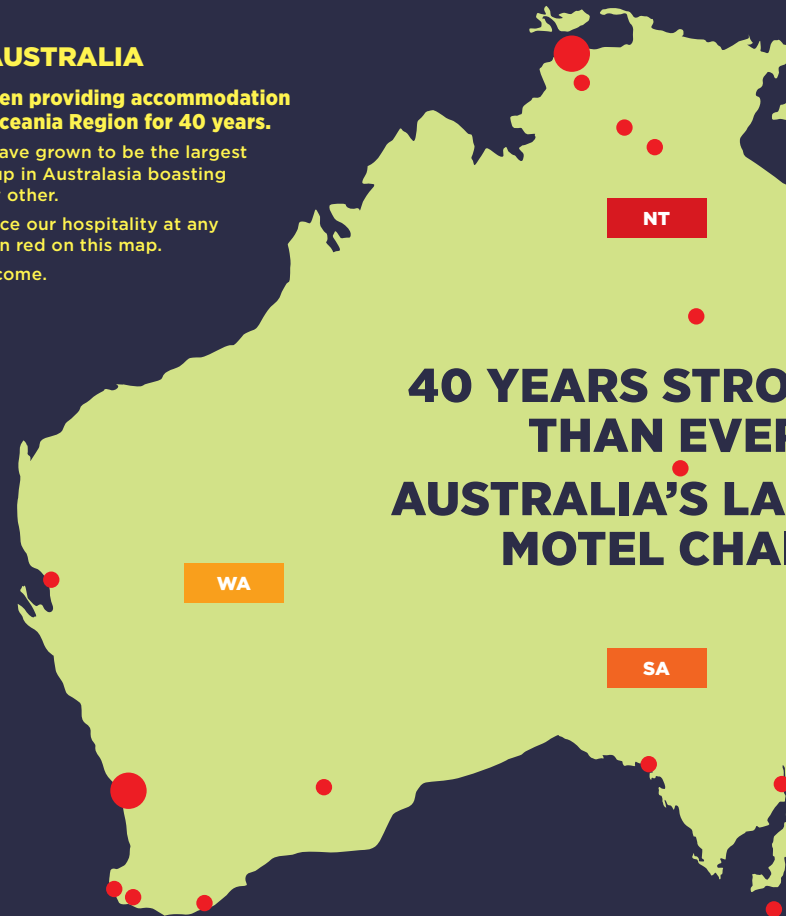 AUSTRALIA
en providing accommodation
ceania Region for 40 years.
ave grown to be the largest
up in Australasia boasting
y other.
ce our hospitality at any
n red on this map.
come.
NT
40 YEARS STRO
THAN EVER
AUSTRALIA'S LA
MOTEL CHAI
WA
SA